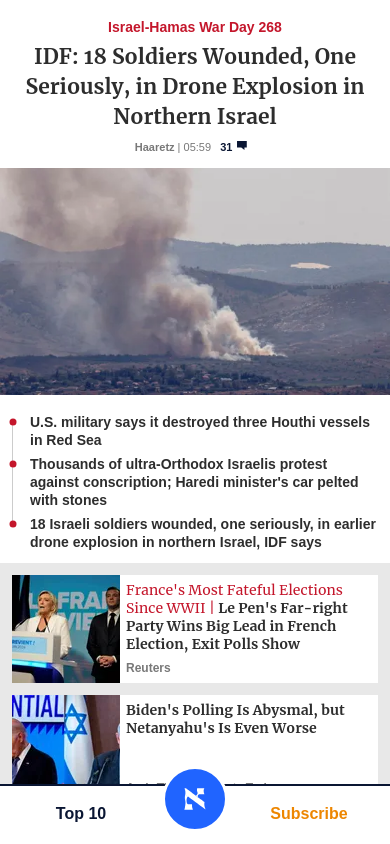 Israel-Hamas War Day 268
IDF: 18 Soldiers Wounded, One
Seriously, in Drone Explosion in
Northern Israel
Haaretz | 05:59 31
U.S. military says it destroyed three Houthi vessels
in Red Sea
Thousands of ultra-Orthodox Israelis protest
against conscription; Haredi minister's car pelted
with stones
18 Israeli soldiers wounded, one seriously, in earlier
drone explosion in northern Israel, IDF says
France's Most Fateful Elections
Since WWII | Le Pen's Far-right
Party Wins Big Lead in French
Election, Exit Polls Show
Reuters
Biden's Polling Is Abysmal, but
Netanyahu's Is Even Worse
Top 10
Subscribe